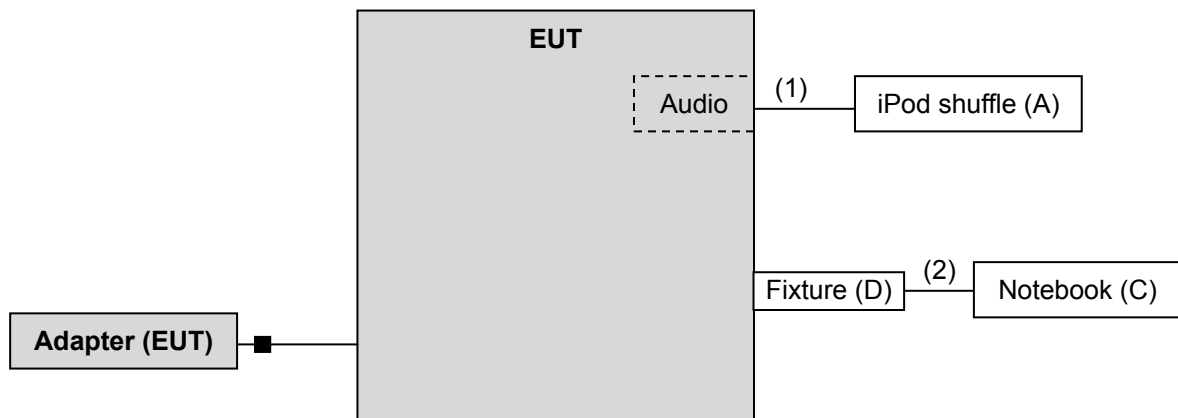 EUT
(1)
Audio
iPod shuffle (A)
(2)
Fixture (D)
Notebook (C)
Adapter (EUT)